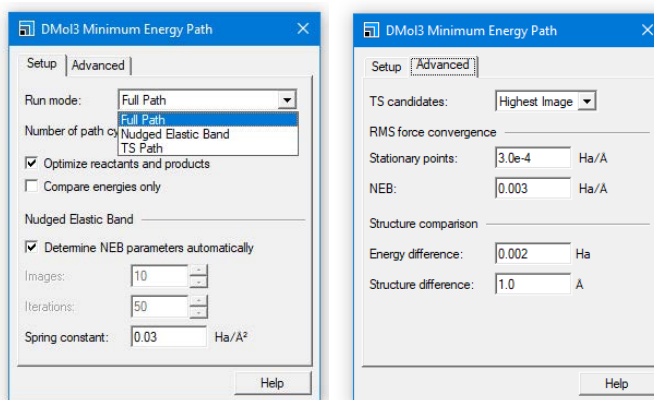 DMol3 Minimum Energy Path
Setup
Advanced
Run mode:
Full Path
Full Path
Number of path cy
Nudged Elastic Band
TS Path
Optimize reactants and products
Compare energies only
Nudged Elastic Band
Determine NEB parameters automatically
Images:
10
Iterations:
50
Spring constant:
0.03
Ha/Å²
Help
DMol3 Minimum Energy Path
Setup
Advanced
TS candidates:
Highest Image
RMS force convergence
Stationary points:
3.0e-4
Ha/Å
NEB:
0.003
Ha/Å
Structure comparison
Energy difference:
0.002
Ha
Structure difference:
1.0
Å
Help